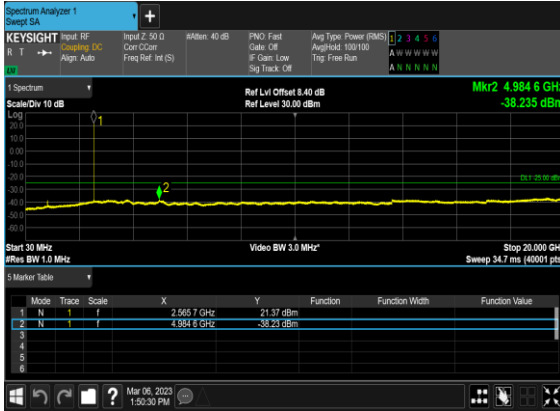 Spectrum Analyzer 1
Swept SA
+
KEYSIGHT Input: RF Input Z: 50 Ω #Atten: 40 dB PNO: Fast Avg Type: Power (RMS) 1 2 3 4 5 6
R T Coupling: DC Corr CCorr Gate: Off Avg|Hold: 100/100 A W W W W W
Align: Auto Freq Ref: Int (S) IF Gain: Low Trig: Free Run
Sig Track: Off A N N N N N
1 Spectrum Ref Lvl Offset 8.40 dB Mkr2 4.984 6 GHz
Scale/Div 10 dB Ref Level 30.00 dBm -38.235 dBm
Log
20.0
10.0
0.00
-10.0
-20.0
-30.0
-40.0
-50.0
-60.0
1
DL1 -25.00 dBm
2
Start 30 MHz Video BW 3.0 MHz* Stop 20.000 GHz
#Res BW 1.0 MHz Sweep 34.7 ms (40001 pts)
5 Marker Table
Mode Trace Scale X Y Function Function Width Function Value
1 N 1 f 2.565 7 GHz 21.37 dBm
2 N 1 f 4.984 6 GHz -38.23 dBm
3
4
5
6
? Mar 06, 2023
1:50:30 PM